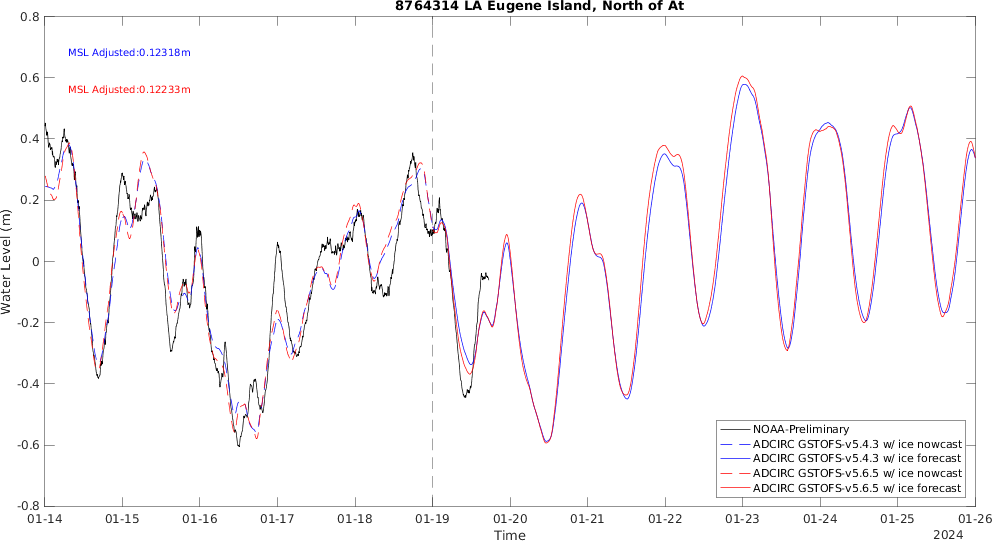 8764314 LA Eugene Island, North of At
MSL Adjusted:0.12318m
MSL Adjusted:0.12233m
Water Level (m)
0.8
0.6
0.4
0.2
0
-0.2
-0.4
-0.6
-0.8
NOAA-Preliminary
ADCIRC GSTOFS-v5.4.3 w/ ice nowcast
ADCIRC GSTOFS-v5.4.3 w/ ice forecast
ADCIRC GSTOFS-v5.6.5 w/ ice nowcast
ADCIRC GSTOFS-v5.6.5 w/ ice forecast
01-14 01-15 01-16 01-17 01-18 01-19 01-20 01-21 01-22 01-23 01-24 01-25 01-26
Time
2024